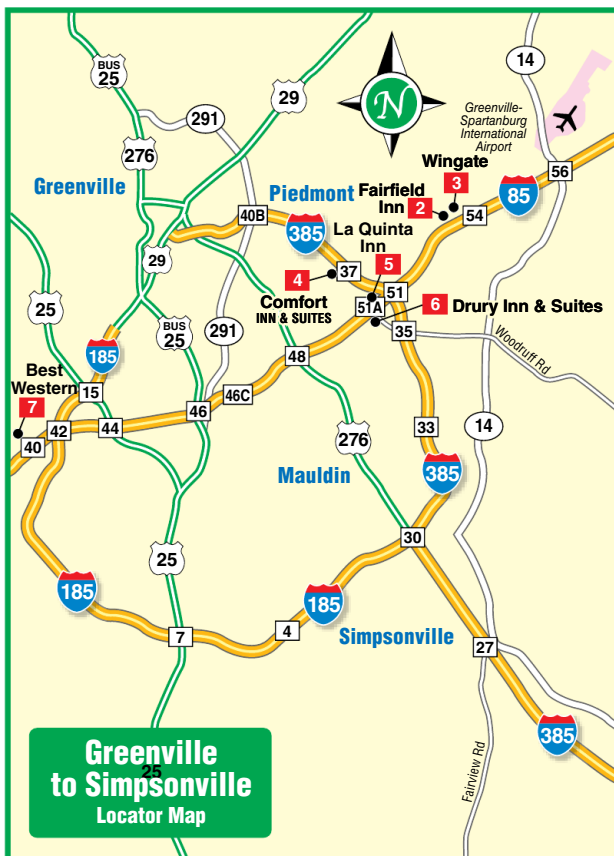 BUS
25
29
14
291
N
Greenville-
Spartanburg
International
Airport
276
Wingate
56
Greenville
Piedmont
Fairfield
Inn
2
3
85
40B
385
54
La Quinta
Inn
29
4
37
5
51
25
Comfort
INN & SUITES
51A
6
Drury Inn & Suites
BUS
25
291
35
Woodruff Rd
185
48
Best
Western
15
46C
7
46
42
44
33
14
40
276
Mauldin
385
25
30
185
185
7
4
Simpsonville
27
385
Fairview Rd
Greenville
25
to Simpsonville
Locator Map